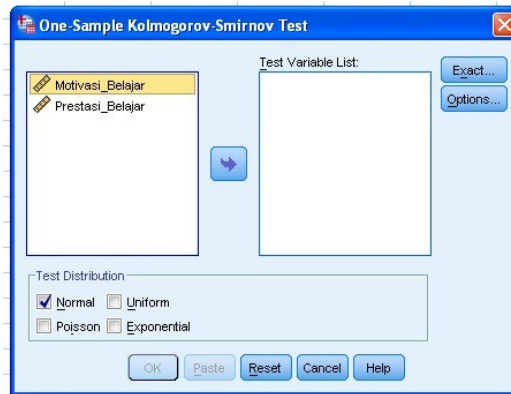 One-Sample Kolmogorov-Smirnov Test
Test Variable List:
Motivasi_Belajar
Prestasi_Belajar
Exact...
Options...
Test Distribution
Normal Uniform
Poisson Exponential
OK Paste Reset Cancel Help